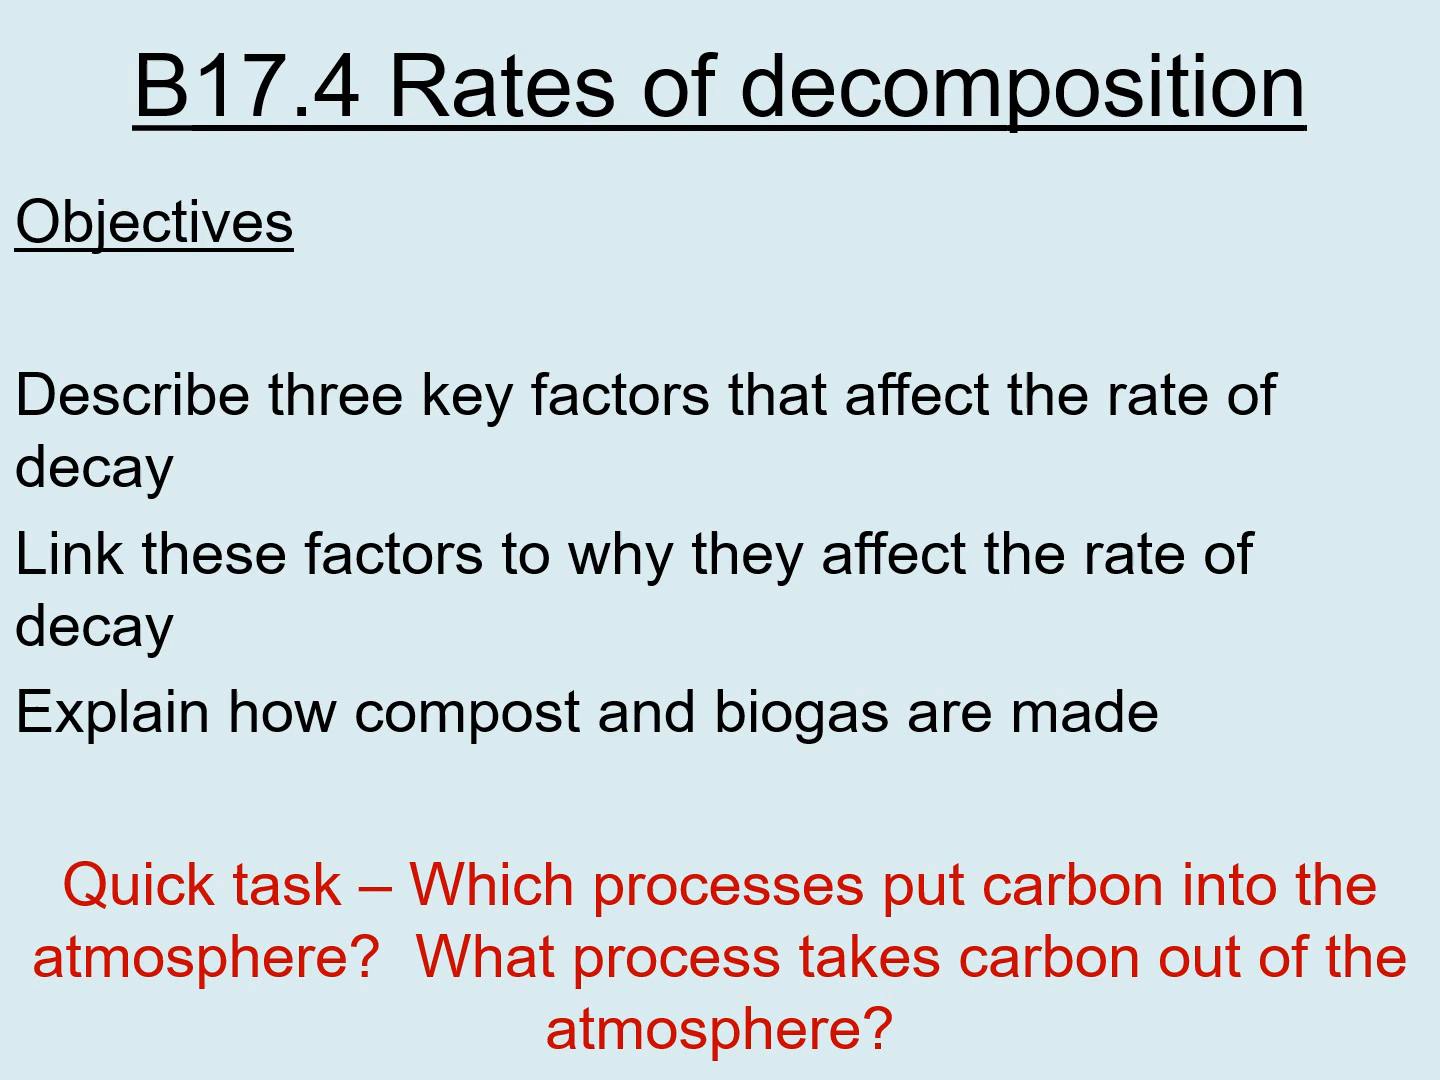 B17.4 Rates of decomposition
Objectives
Describe three key factors that affect the rate of
decay
Link these factors to why they affect the rate of
decay
Explain how compost and biogas are made
Quick task – Which processes put carbon into the
atmosphere?  What process takes carbon out of the
atmosphere?